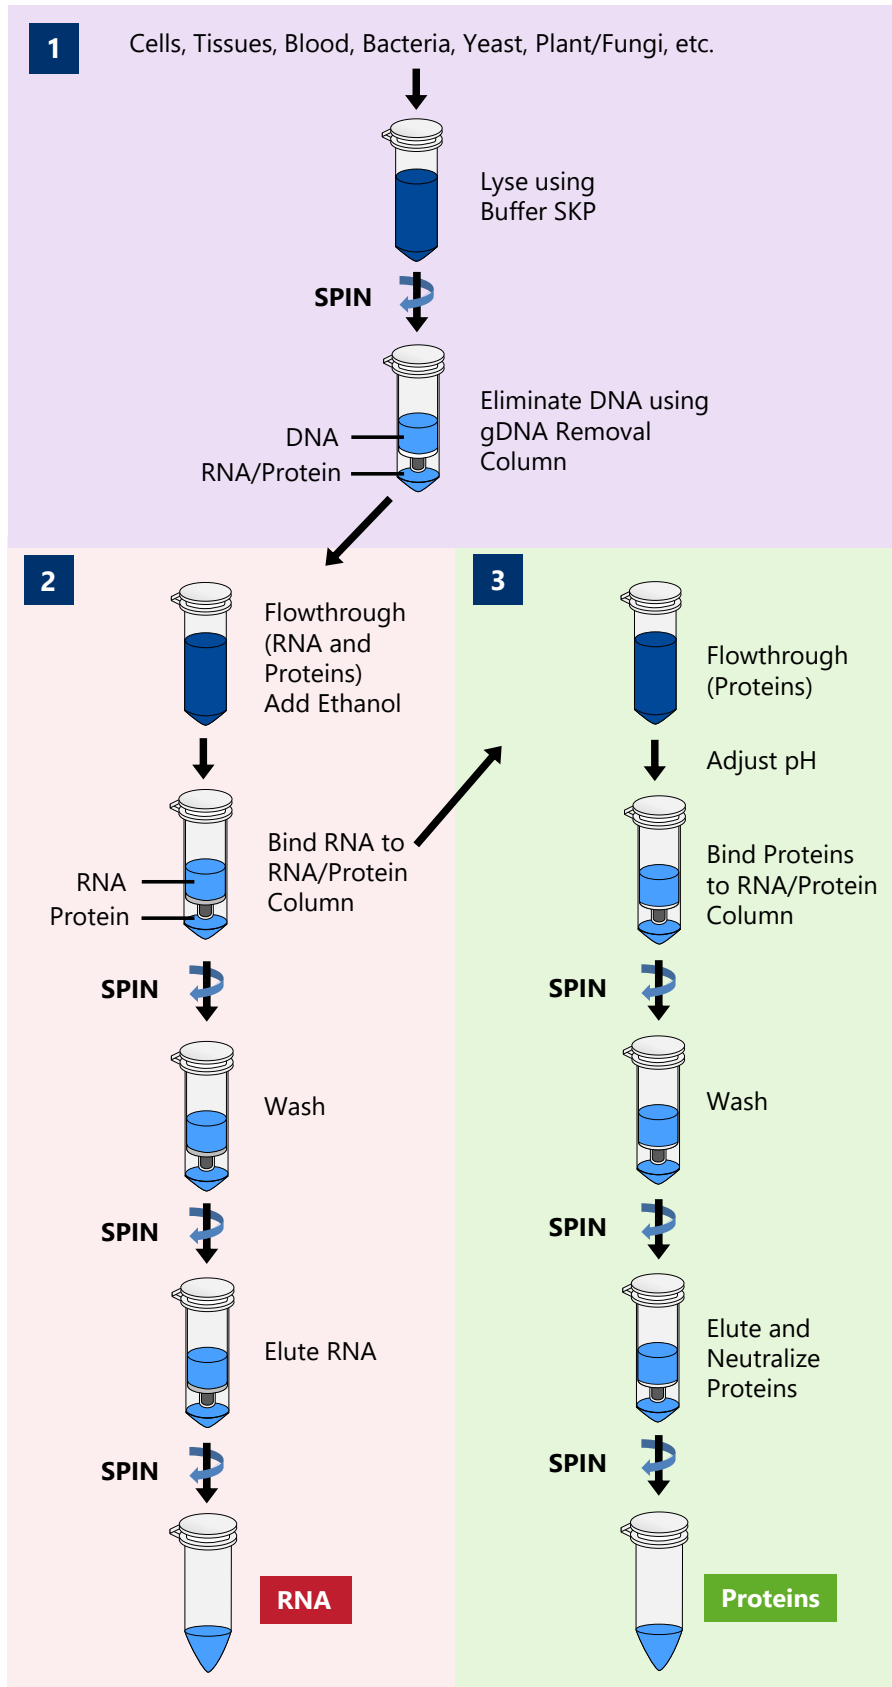 1
Cells, Tissues, Blood, Bacteria, Yeast, Plant/Fungi, etc.
Lyse using
Buffer SKP
SPIN
Eliminate DNA using
gDNA Removal
Column
DNA
RNA/Protein
2
Flowthrough
(RNA and
Proteins)
Add Ethanol
Bind RNA to
RNA/Protein
Column
RNA
Protein
SPIN
Wash
SPIN
Elute RNA
SPIN
RNA
3
Flowthrough
(Proteins)
Adjust pH
Bind Proteins
to RNA/Protein
Column
SPIN
Wash
SPIN
Elute and
Neutralize
Proteins
SPIN
Proteins